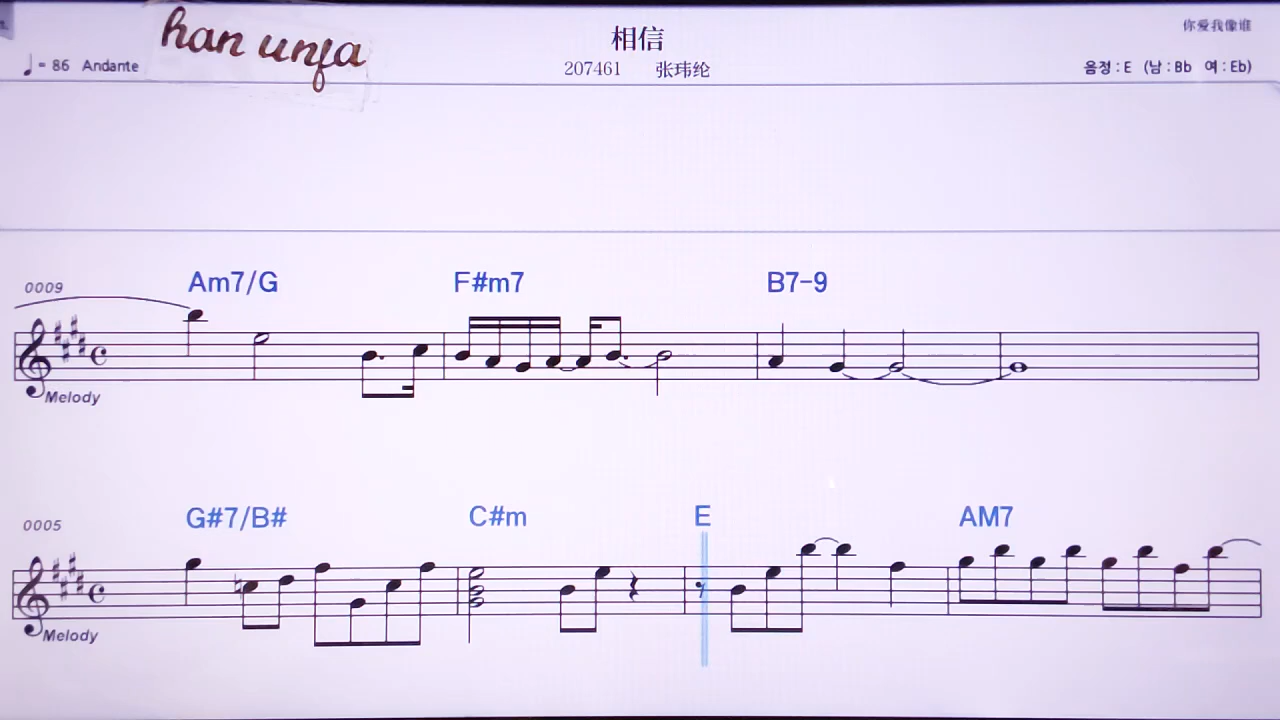 han unfa
相信
你爱我像谁
♩= 86 Andante
207461 张玮纶
음정 : E (남 : Bb 여 : Eb)
0009
Am7/G F#m7 B7-9
Melody
0005
G#7/B# C#m E AM7
Melody